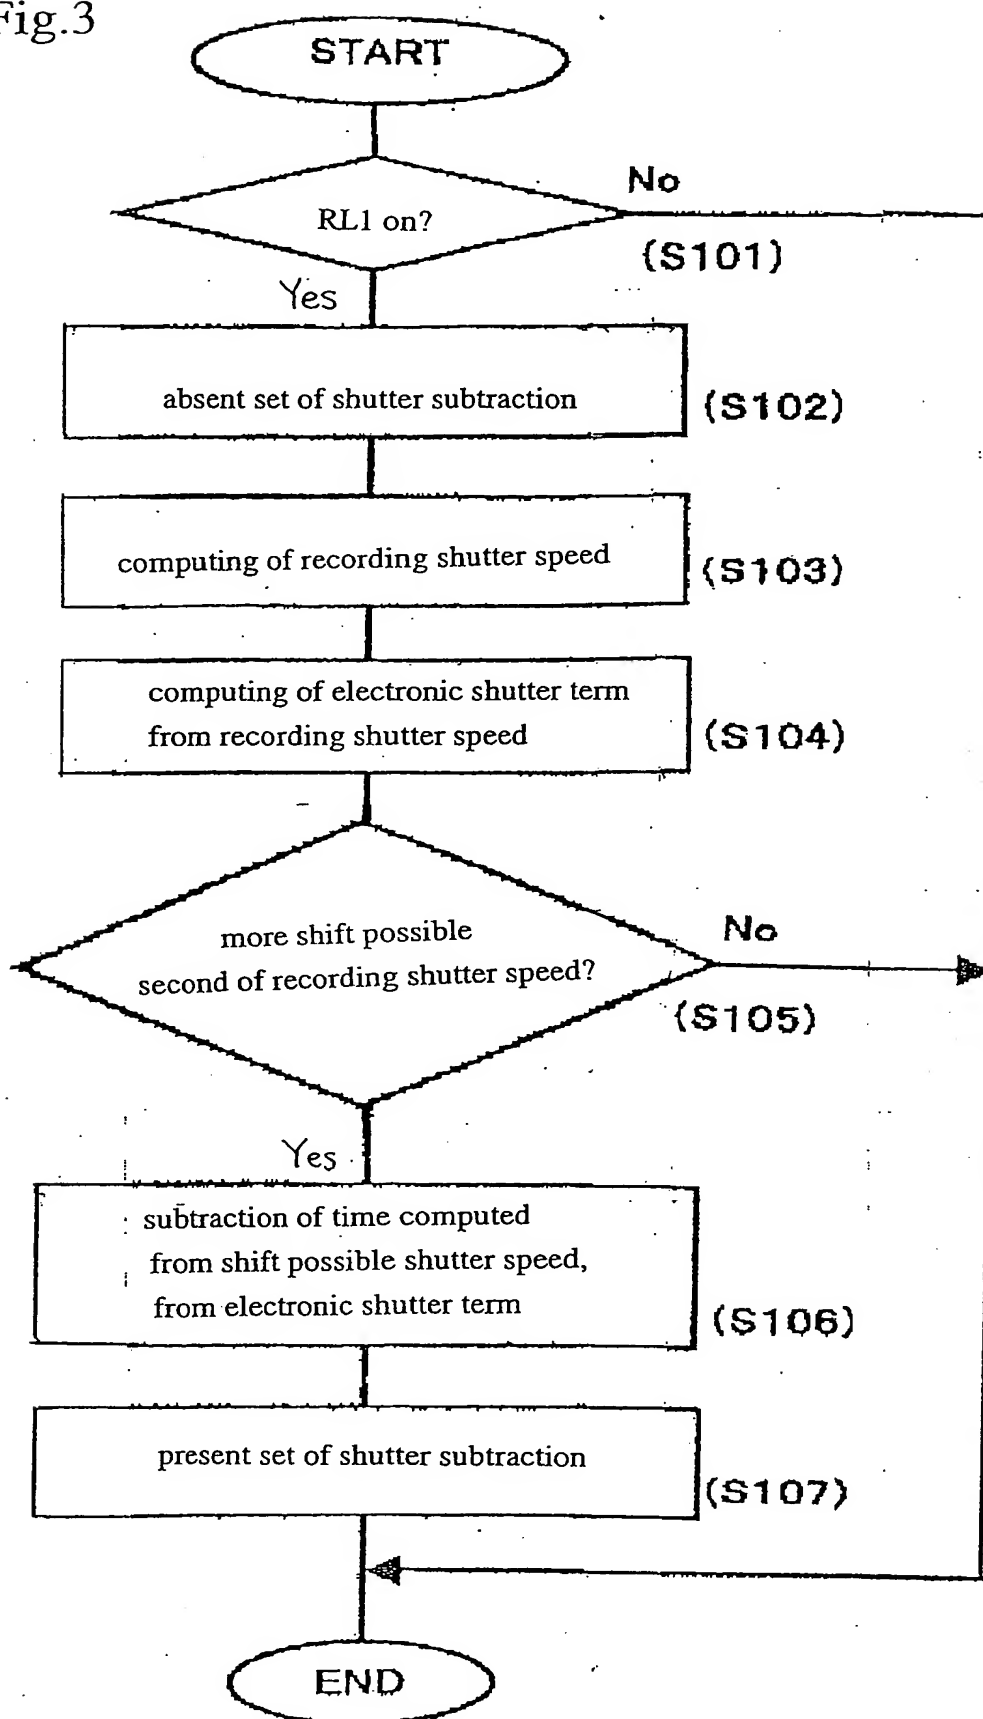 Fig.3
START
RL1 on?
No
(S101)
Yes
absent set of shutter subtraction
(S102)
computing of recording shutter speed
(S103)
computing of electronic shutter term
from recording shutter speed
(S104)
more shift possible
second of recording shutter speed?
No
(S105)
Yes
subtraction of time computed
from shift possible shutter speed,
from electronic shutter term
(S106)
present set of shutter subtraction
(S107)
END